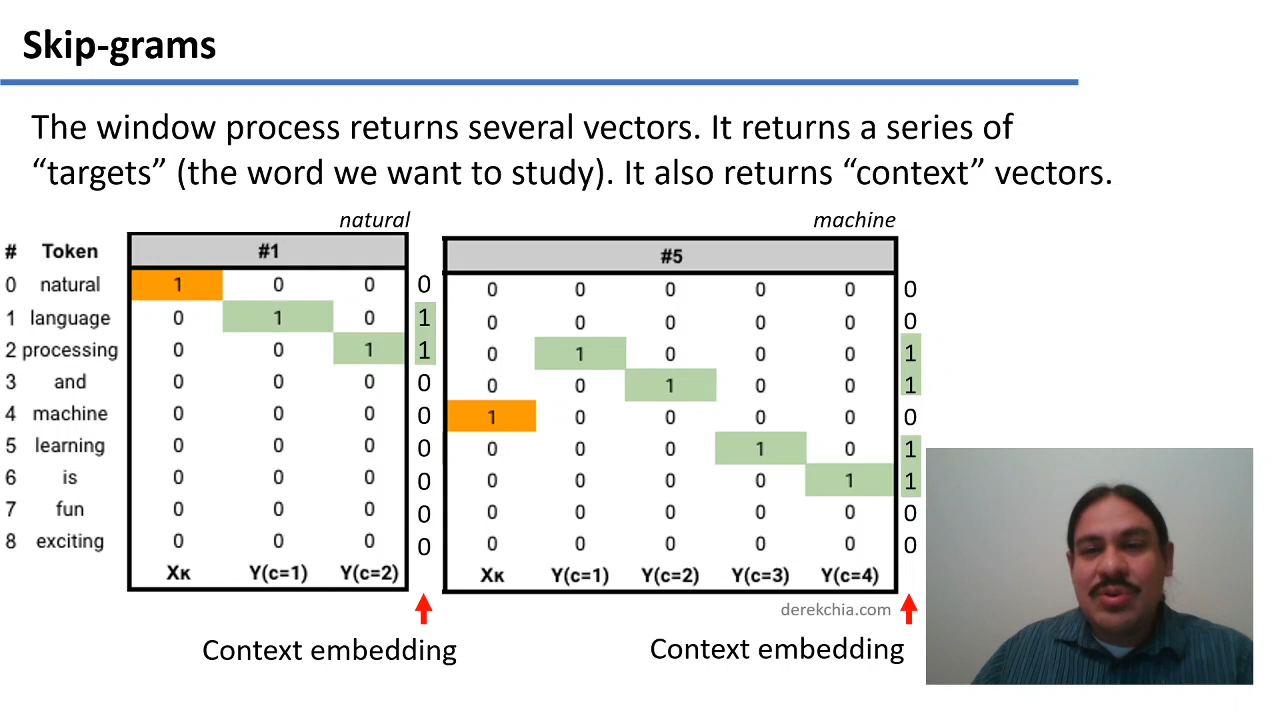 Skip-grams
The window process returns several vectors. It returns a series of
“targets” (the word we want to study). It also returns “context” vectors.
natural machine
# Token #1 #5
0 natural 1 0 0 0 0 0 0 0 0 0
1 language 0 1 0 1 0 0 0 0 0 0
2 processing 0 0 1 1 0 1 0 0 0 1
3 and 0 0 0 0 0 0 1 0 0 1
4 machine 0 0 0 0 1 0 0 0 0 0
5 learning 0 0 0 0 0 0 0 1 0 1
6 is 0 0 0 0 0 0 0 0 1 1
7 fun 0 0 0 0 0 0 0 0 0 0
8 exciting 0 0 0 0 0 0 0 0 0 0
Xκ Y(c=1) Y(c=2) Xκ Y(c=1) Y(c=2) Y(c=3) Y(c=4)
derekchia.com
Context embedding Context embedding